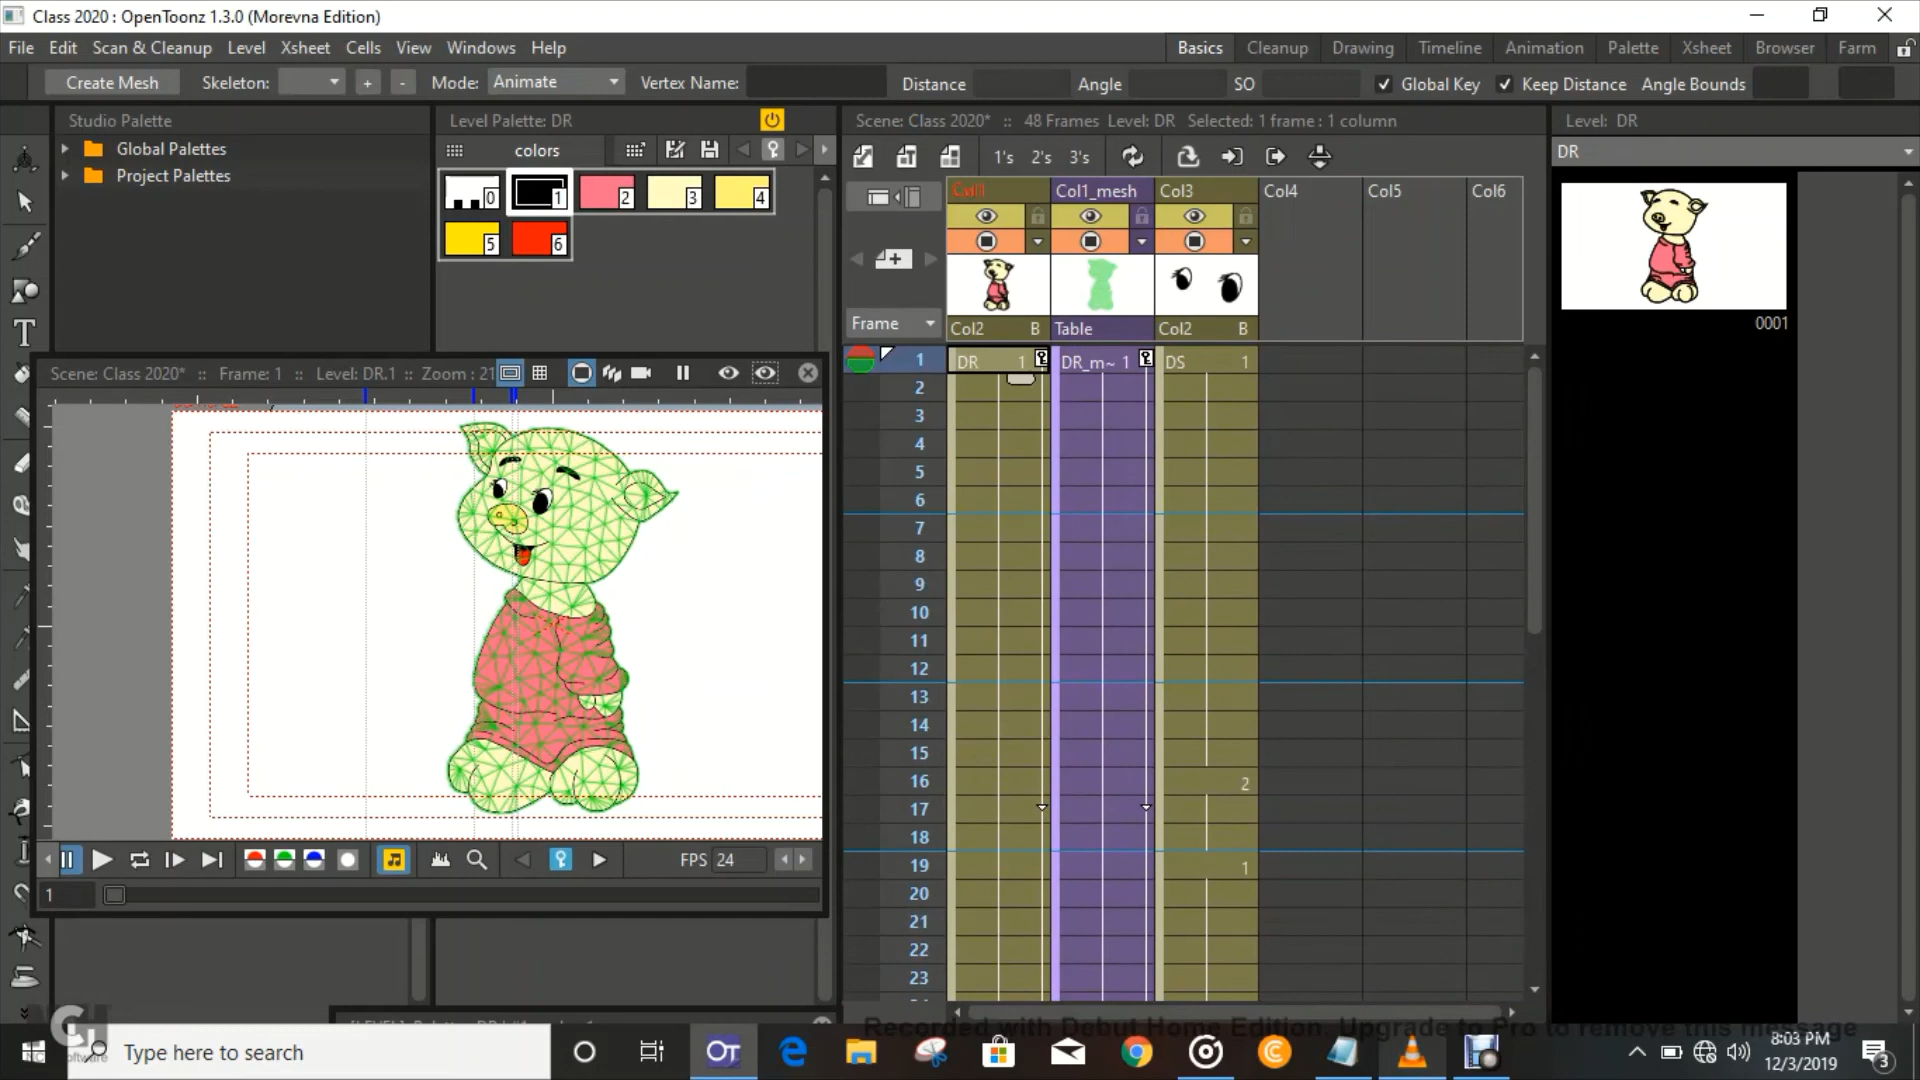 Class 2020 : OpenToonz 1.3.0 (Morevna Edition)
File Edit Scan & Cleanup Level Xsheet Cells View Windows Help
Basics Cleanup Drawing Timeline Animation Palette Xsheet Browser Farm
Create Mesh Skeleton: + - Mode: Animate Vertex Name: Distance Angle SO Global Key Keep Distance Angle Bounds
Studio Palette
Global Palettes
Project Palettes
Level Palette: DR
colors
0 1 2 3 4
5 6
Scene: Class 2020* :: 48 Frames Level: DR Selected: 1 frame : 1 column
1's 2's 3's
Col1 Col1_mesh Col3 Col4 Col5 Col6
Frame
Col2 B Table Col2 B
1 DR 1 DR_m~ 1 DS 1
2
3
4
5
6
7
8
9
10
11
12
13
14
15
16 2
17
18
19 1
20
21
22
23
Level: DR
DR
0001
Scene: Class 2020* :: Frame: 1 :: Level: DR.1 :: Zoom : 21
FPS 24
1
Recorded with Debut Home Edition. Upgrade to Pro to remove this message
NCH Software
Type here to search
8:03 PM
12/3/2019
3